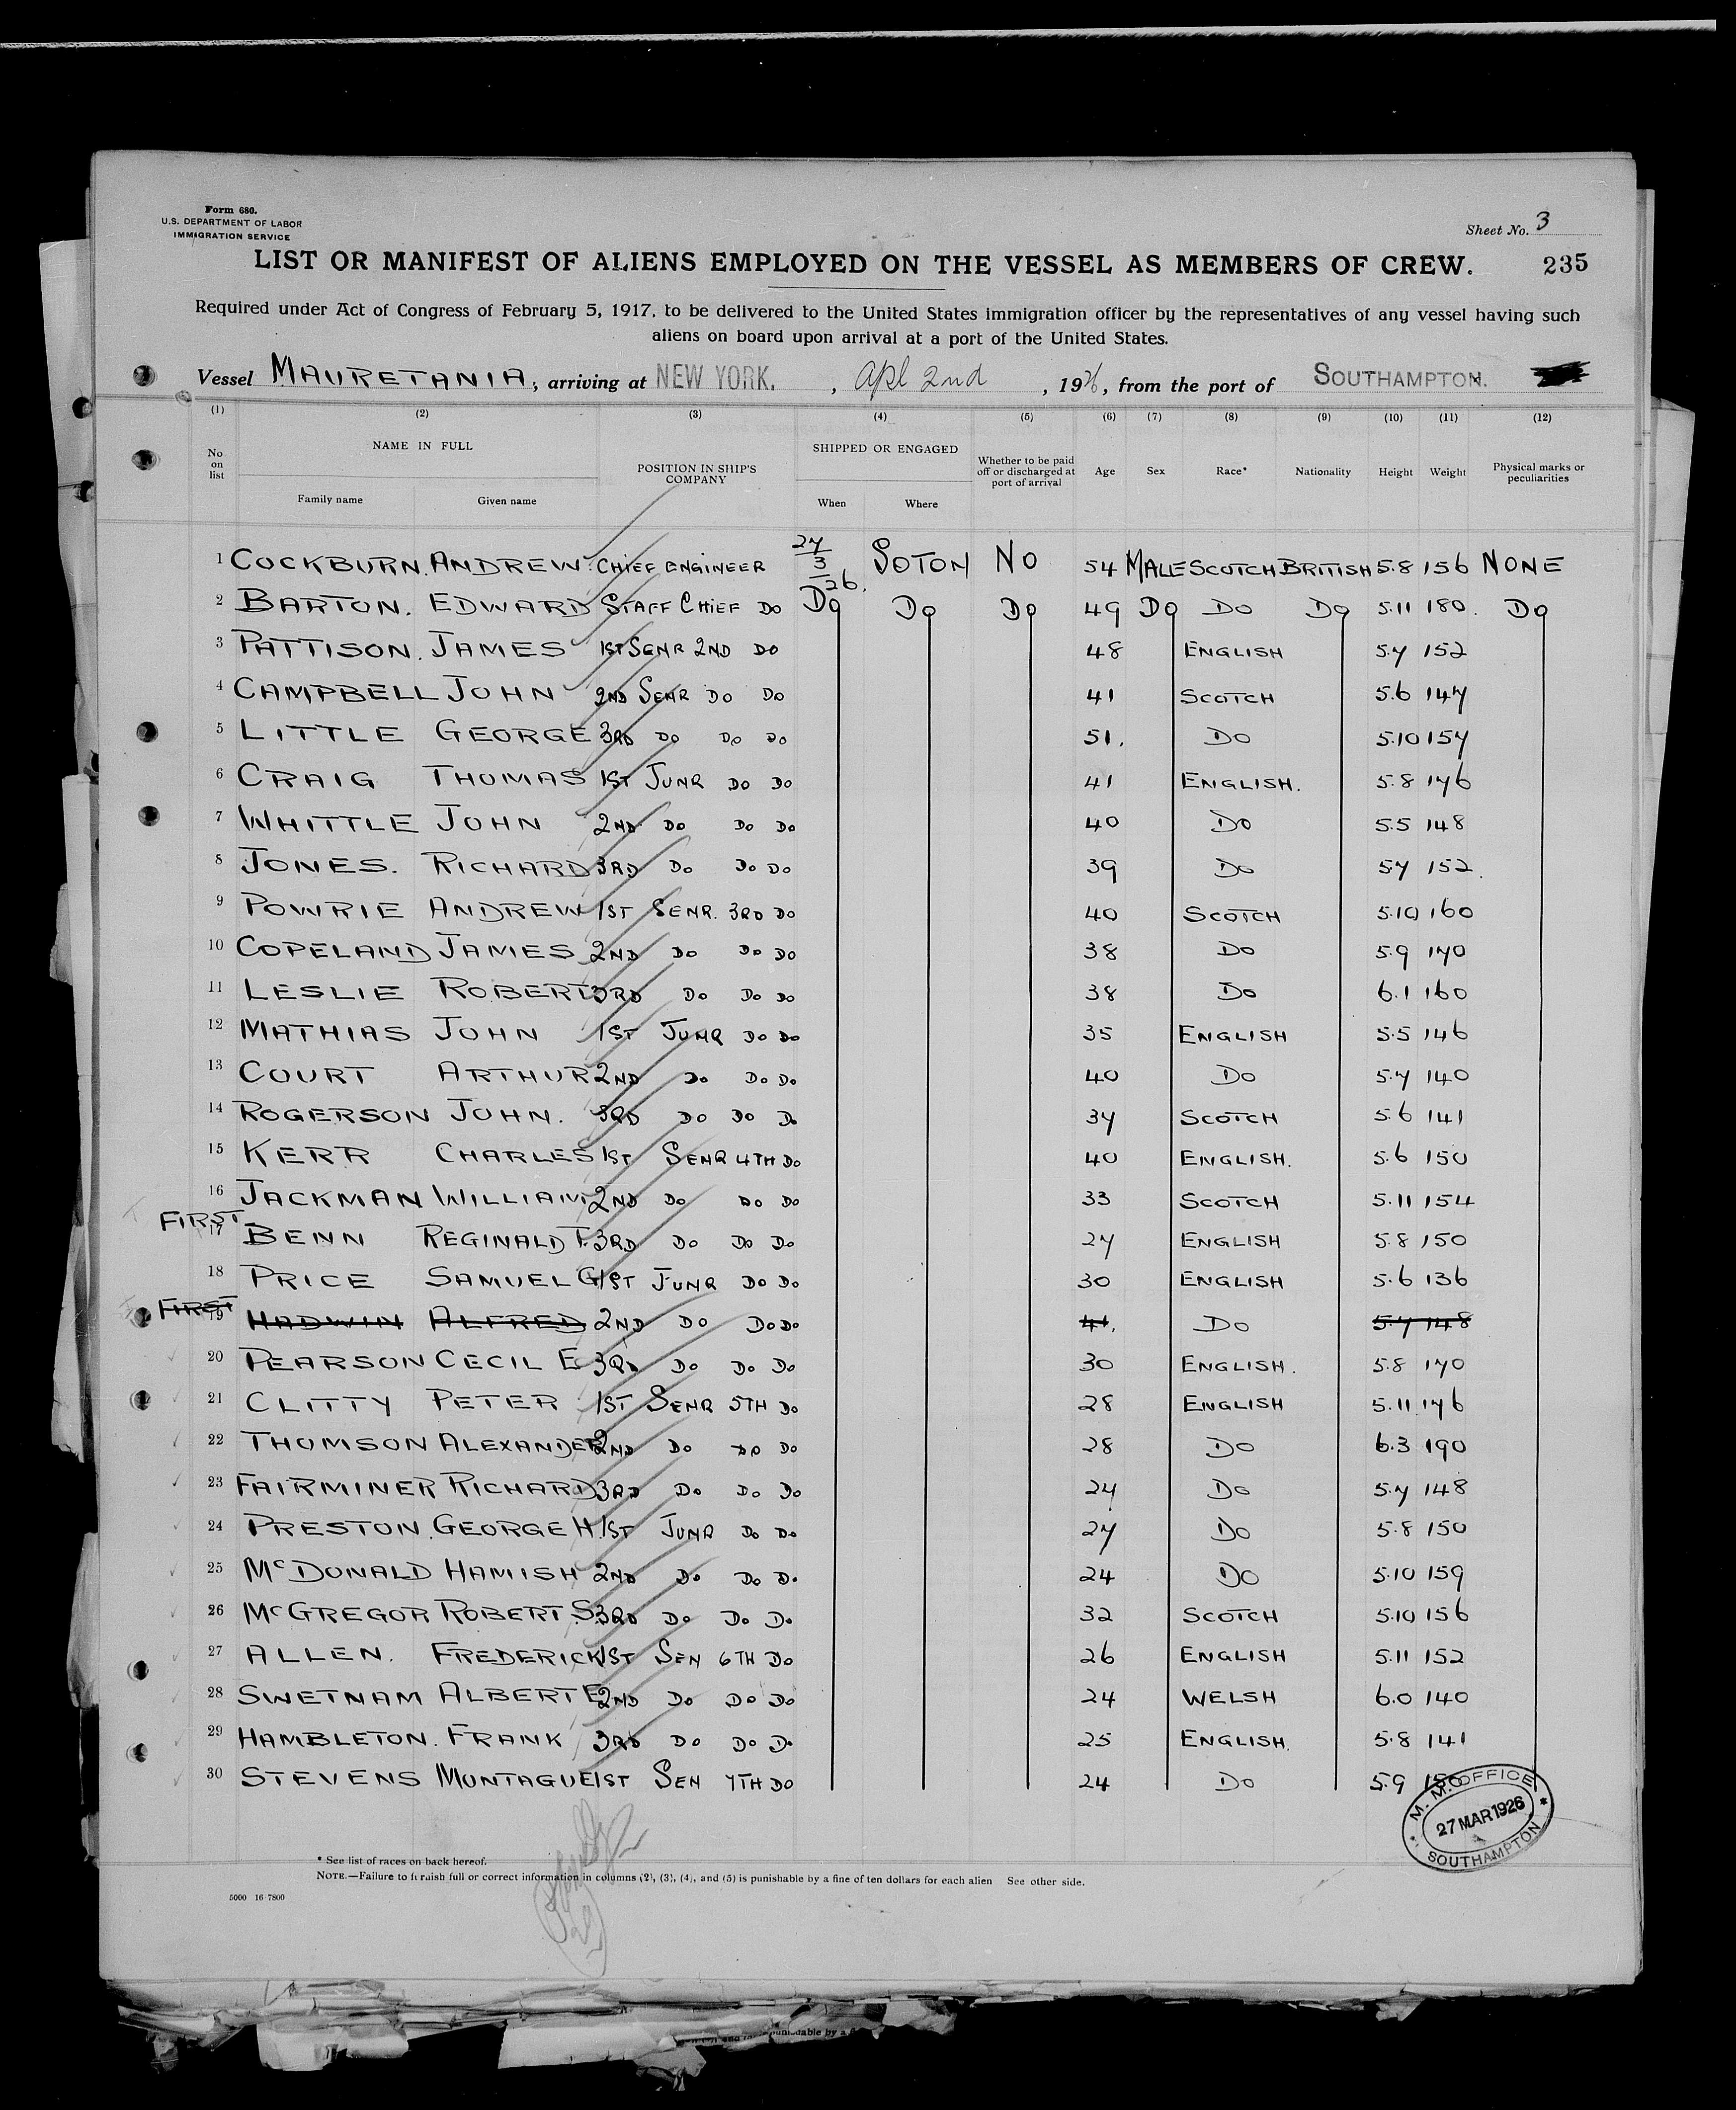 Form 680.
U.S. DEPARTMENT OF LABOR
IMMIGRATION SERVICE
Sheet No. 3
LIST OR MANIFEST OF ALIENS EMPLOYED ON THE VESSEL AS MEMBERS OF CREW.
235
Required under Act of Congress of February 5, 1917, to be delivered to the United States immigration officer by the representatives of any vessel having such
aliens on board upon arrival at a port of the United States.
Vessel MAURETANIA, arriving at NEW YORK. , Apl 2nd , 1926, from the port of SOUTHAMPTON.
(1) (2) (3) (4) (5) (6) (7) (8) (9) (10) (11) (12)
No on list NAME IN FULL Family name Given name POSITION IN SHIP'S COMPANY SHIPPED OR ENGAGED When Where Whether to be paid off or discharged at port of arrival Age Sex Race* Nationality Height Weight Physical marks or peculiarities
1 COCKBURN. ANDREW. CHIEF ENGINEER 27/3/26. SOTON NO 54 MALE SCOTCH BRITISH 5.8 156 NONE
2 BARTON. EDWARD STAFF CHIEF DO DO DO DO 49 DO DO DO 5.11 180. DO
3 PATTISON. JAMES 1ST SENR 2ND DO 48 ENGLISH 5.7 152
4 CAMPBELL JOHN 2ND SENR DO DO 41 SCOTCH 5.6 147
5 LITTLE GEORGE 3RD DO DO DO 51. DO 5.10 157
6 CRAIG THOMAS 1ST JUNR DO DO 41 ENGLISH. 5.8 176
7 WHITTLE JOHN 2ND DO DO DO 40 DO 5.5 148
8 JONES. RICHARD 3RD DO DO DO 39 DO 5.7 152.
9 POWRIE ANDREW 1ST SENR. 3RD DO 40 SCOTCH 5.10 160
10 COPELAND JAMES 2ND DO DO DO 38 DO 5.9 170
11 LESLIE ROBERT 3RD DO DO DO 38 DO 6.1 160
12 MATHIAS JOHN 1ST JUNR DO DO 35 ENGLISH 5.5 146
13 COURT ARTHUR 2ND DO DO DO 40 DO 5.7 140
14 ROGERSON JOHN. 3RD DO DO DO 37 SCOTCH 5.6 141
15 KERR CHARLES 1ST SENR 4TH DO 40 ENGLISH. 5.6 150
16 JACKMAN WILLIAM 2ND DO DO DO 33 SCOTCH 5.11 154
FIRST 17 BENN REGINALD T. 3RD DO DO DO 27 ENGLISH 5.8 150
18 PRICE SAMUEL G 1ST JUNR DO DO 30 ENGLISH 5.6 136
FIRST 19 HADWIN ALFRED 2ND DO DO DO 41. DO 5.7 148
20 PEARSON CECIL E 3RD DO DO DO 30 ENGLISH. 5.8 170
21 CLITTY PETER 1ST SENR 5TH DO 28 ENGLISH 5.11 176
22 THOMSON ALEXANDER 2ND DO DO DO 28 DO 6.3 190
23 FAIRMINER RICHARD 3RD DO DO DO 24 DO 5.7 148
24 PRESTON. GEORGE H. 1ST JUNR DO DO 27 DO 5.8 150
25 McDONALD HAMISH 2ND DO DO DO 24 DO 5.10 159
26 McGREGOR ROBERT. S. 3RD DO DO DO 32 SCOTCH 5.10 156
27 ALLEN. FREDERICK 1ST SEN 6TH DO 26 ENGLISH 5.11 152
28 SWETNAM ALBERT E 2ND DO DO DO 24 WELSH 6.0 140
29 HAMBLETON. FRANK 3RD DO DO DO 25 ENGLISH. 5.8 141
30 STEVENS MONTAGUE 1ST SEN 7TH DO 24 DO 5.9 150
M. M. OFFICE
27 MAR 1926
SOUTHAMPTON
* See list of races on back hereof.
NOTE.—Failure to furnish full or correct information in columns (2), (3), (4), and (5) is punishable by a fine of ten dollars for each alien See other side.
5000 16-7800